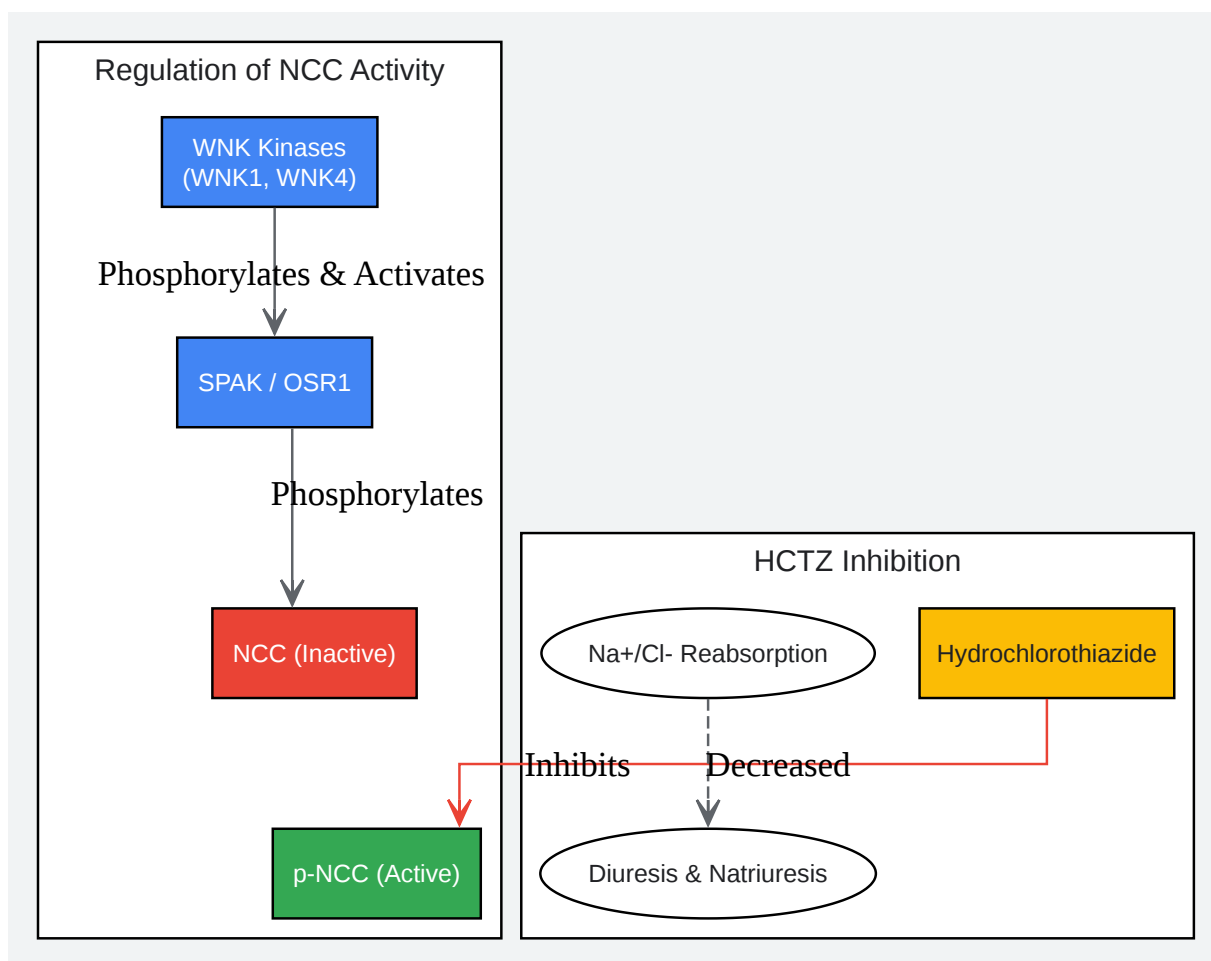 Regulation of NCC Activity
WNK Kinases
(WNK1, WNK4)
Phosphorylates & Activates
SPAK / OSR1
Phosphorylates
NCC (Inactive)
p-NCC (Active)
HCTZ Inhibition
Na+/Cl- Reabsorption
Hydrochlorothiazide
Inhibits
Decreased
Diuresis & Natriuresis